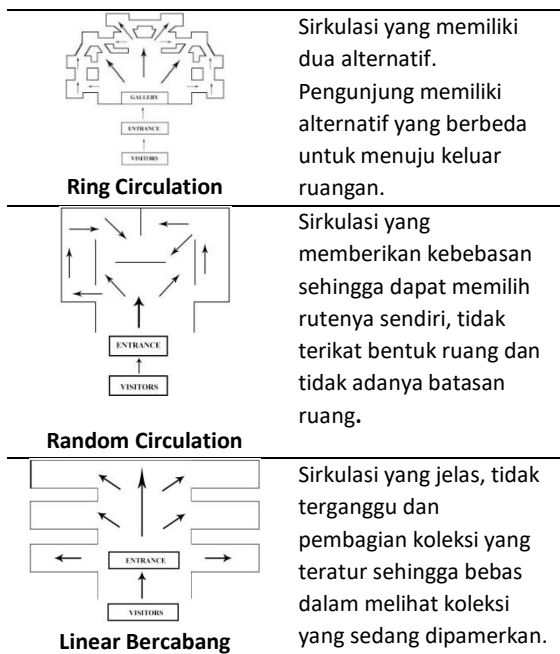 GALLERY
ENTRANCE
VISITORS
Ring Circulation
Sirkulasi yang memiliki
dua alternatif.
Pengunjung memiliki
alternatif yang berbeda
untuk menuju keluar
ruangan.
ENTRANCE
VISITORS
Random Circulation
Sirkulasi yang
memberikan kebebasan
sehingga dapat memilih
rutenya sendiri, tidak
terikat bentuk ruang dan
tidak adanya batasan
ruang.
ENTRANCE
VISITORS
Linear Bercabang
Sirkulasi yang jelas, tidak
terganggu dan
pembagian koleksi yang
teratur sehingga bebas
dalam melihat koleksi
yang sedang dipamerkan.